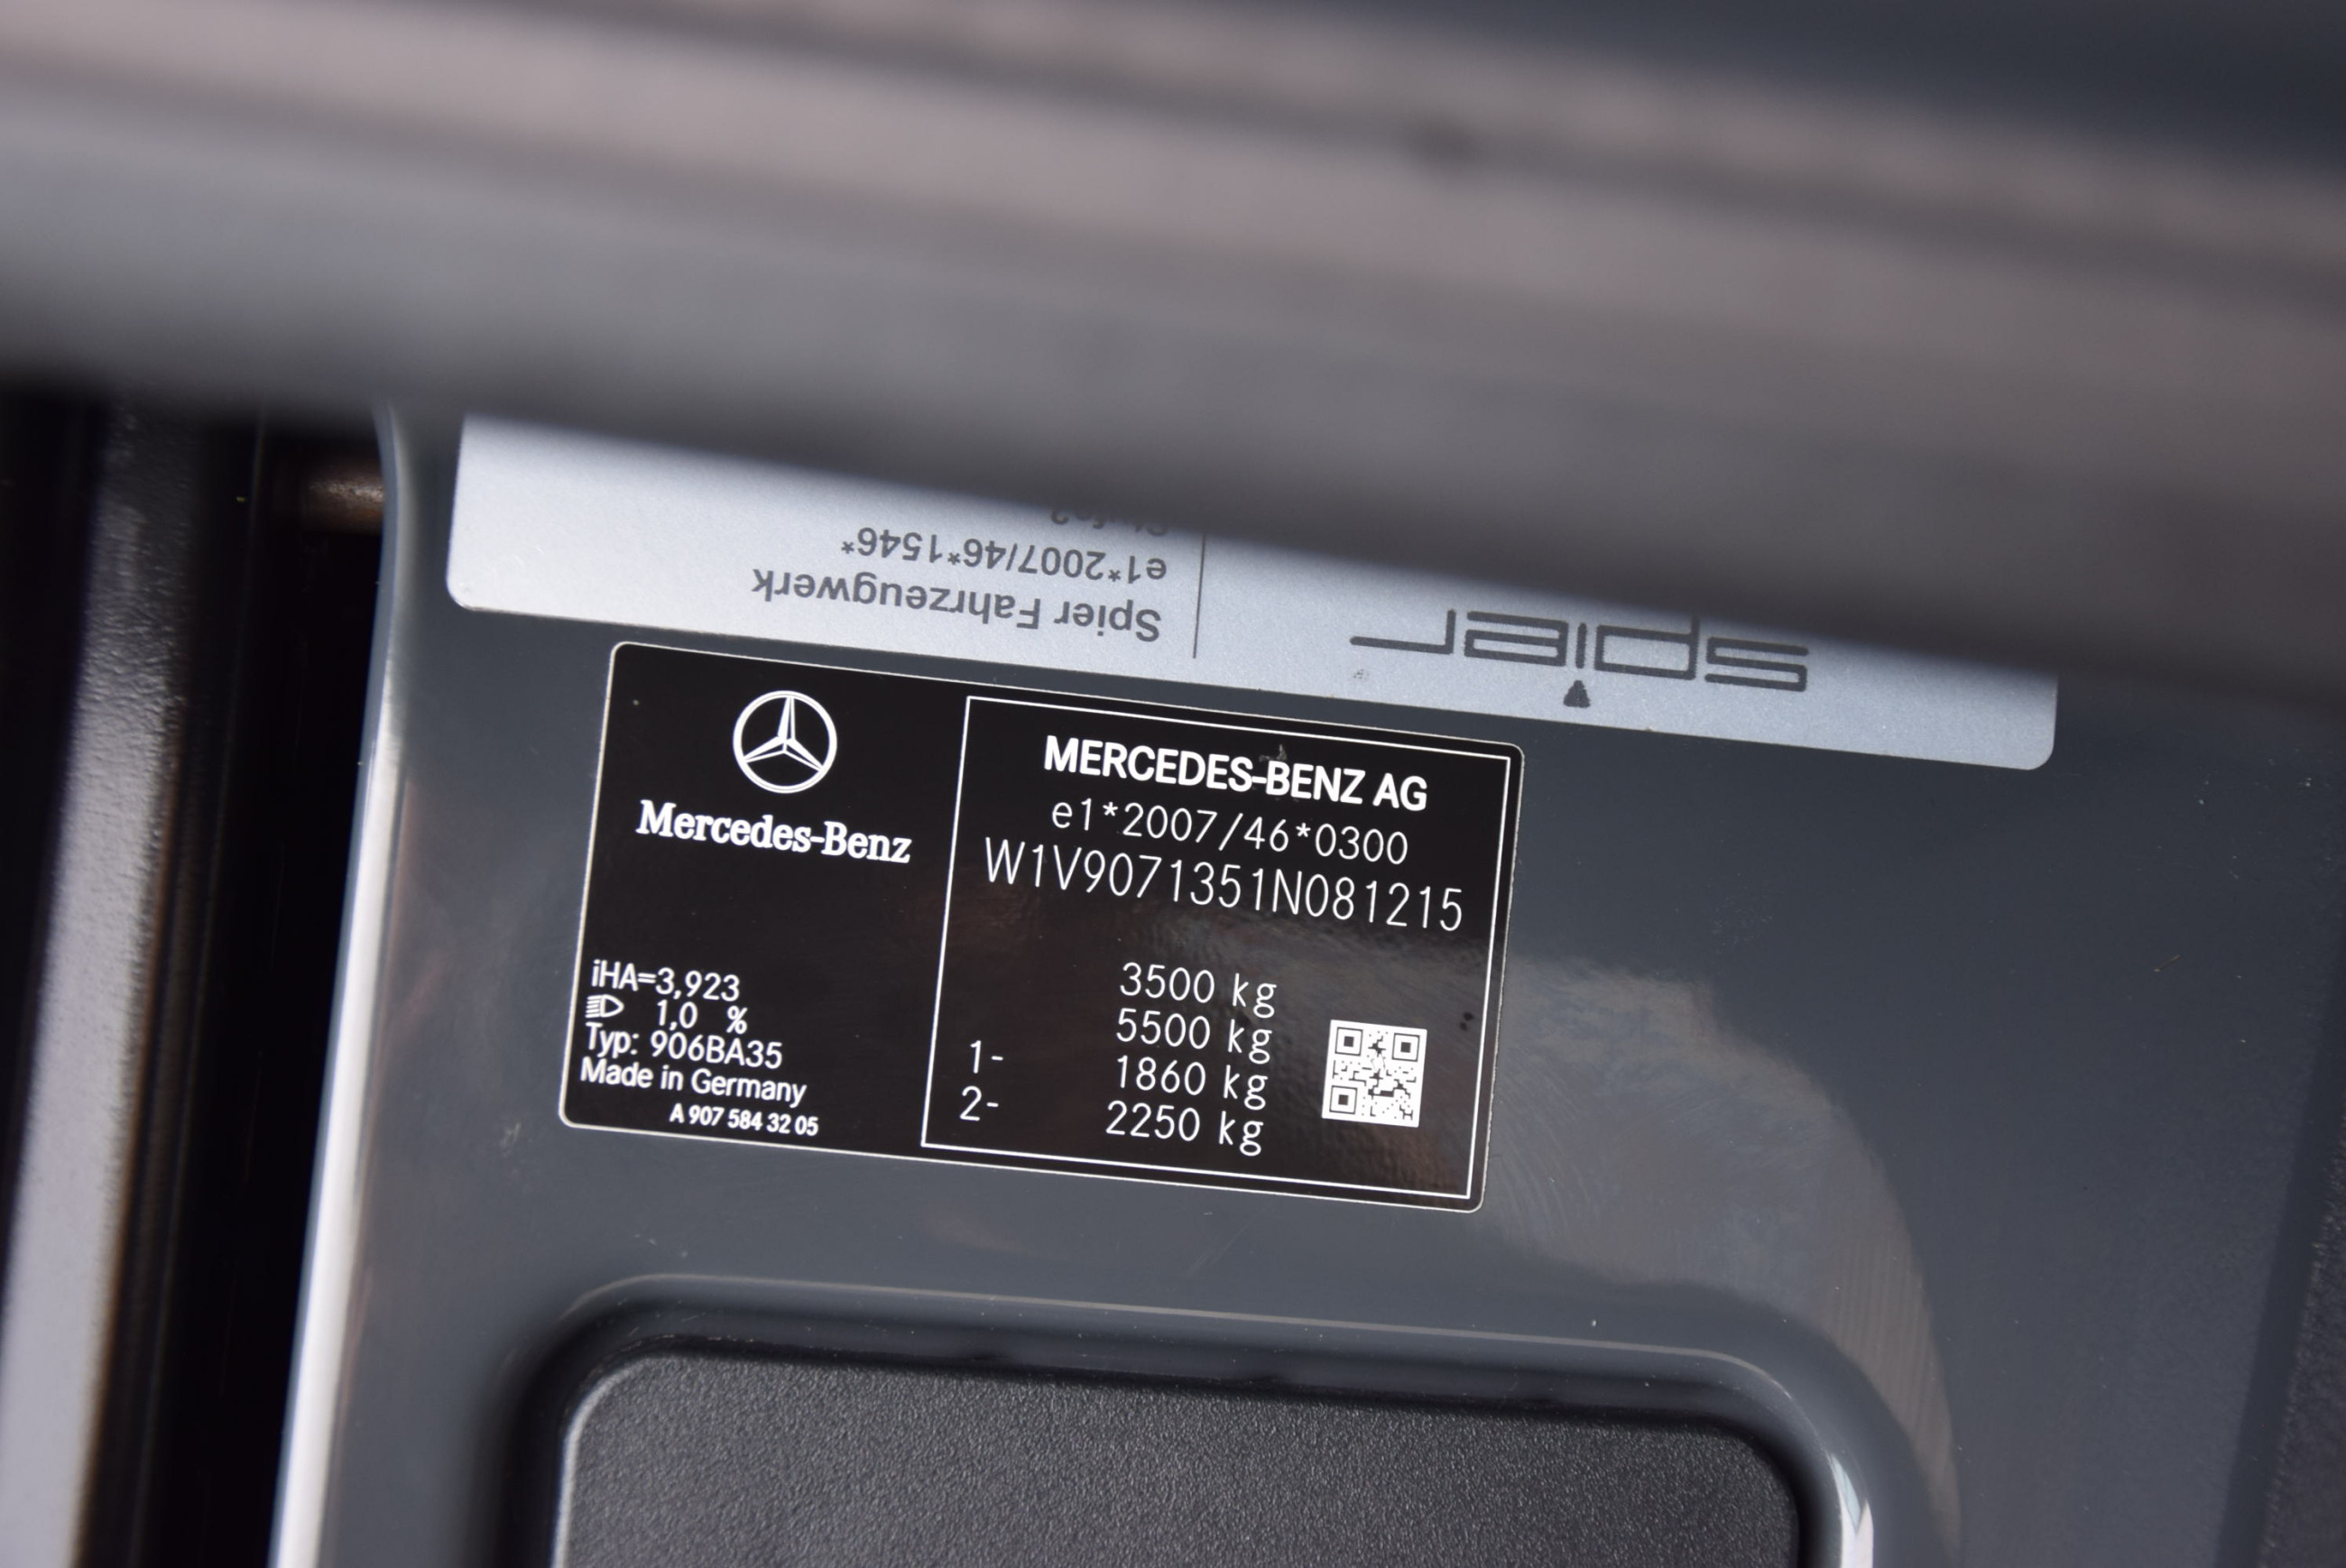 Spier Fahrzeugwerk
e1*2007/46*1546*
spier
Mercedes-Benz
iHA=3,923
1,0 %
Typ: 906BA35
Made in Germany
A 907 584 32 05
MERCEDES-BENZ AG
e1*2007/46*0300
W1V9071351N081215
3500 kg
5500 kg
1- 1860 kg
2- 2250 kg